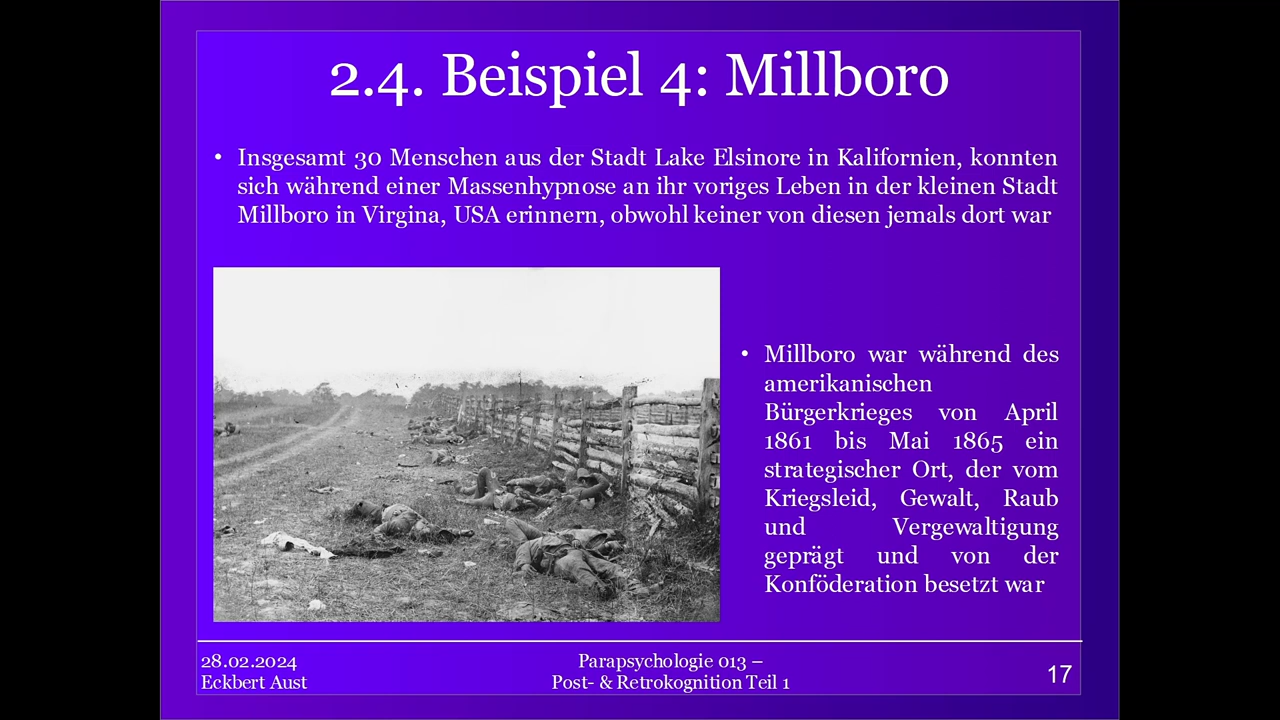 2.4. Beispiel 4: Millboro
• Insgesamt 30 Menschen aus der Stadt Lake Elsinore in Kalifornien, konnten
sich während einer Massenhypnose an ihr voriges Leben in der kleinen Stadt
Millboro in Virgina, USA erinnern, obwohl keiner von diesen jemals dort war
• Millboro war während des
amerikanischen
Bürgerkrieges von April
1861 bis Mai 1865 ein
strategischer Ort, der vom
Kriegsleid, Gewalt, Raub
und Vergewaltigung
geprägt und von der
Konföderation besetzt war
28.02.2024
Eckbert Aust
Parapsychologie 013 –
Post- & Retrokognition Teil 1
17